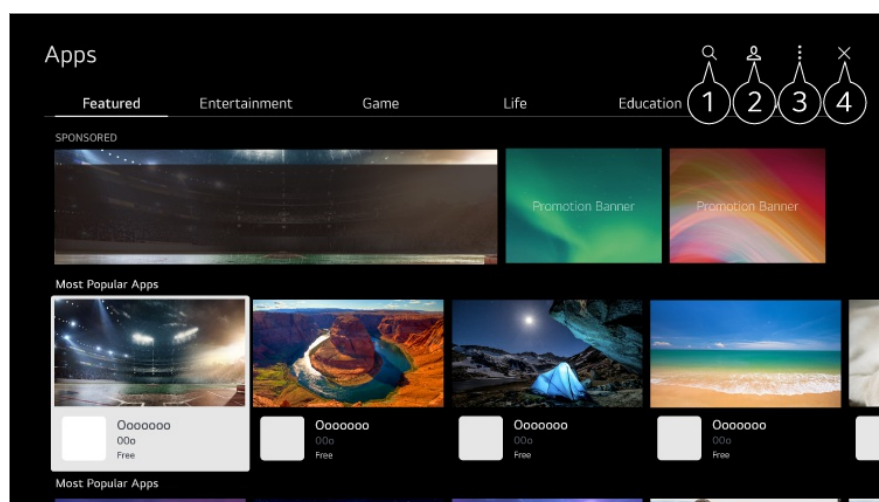 Apps
Featured Entertainment Game Life Education
1 2 3 4
SPONSORED
Promotion Banner Promotion Banner
Most Popular Apps
Ooooooo Ooooooo Ooooooo Ooooooo
00o 00o 00o 00o
Free Free Free Free
Most Popular Apps